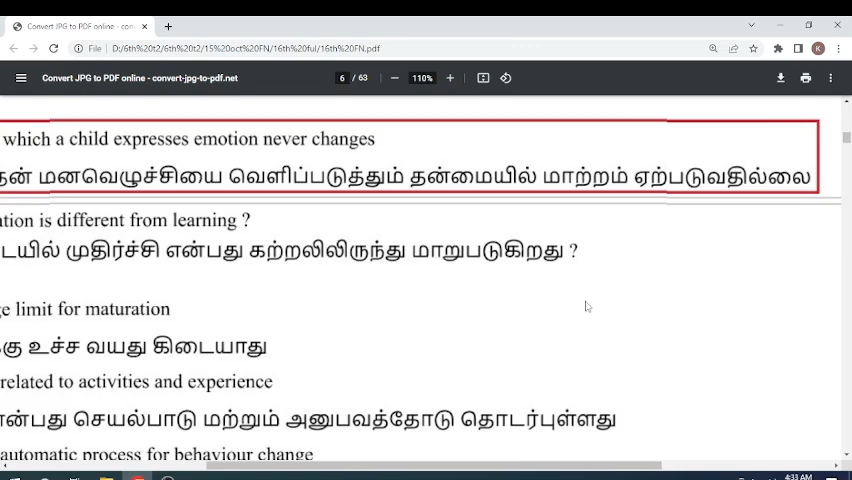 Convert JPG to PDF online - con
File D:/6th%20t2/6th%20t2/15%20oct%20FN/16th%20ful/16th%20FN.pdf
K
Convert JPG to PDF online - convert-jpg-to-pdf.net
6 / 63
110%
which a child expresses emotion never changes
தன் மனவெழுச்சியை வெளிப்படுத்தும் தன்மையில் மாற்றம் ஏற்படுவதில்லை
ation is different from learning ?
டயில் முதிர்ச்சி என்பது கற்றலிலிருந்து மாறுபடுகிறது ?
ge limit for maturation
க்கு உச்ச வயது கிடையாது
related to activities and experience
என்பது செயல்பாடு மற்றும் அனுபவத்தோடு தொடர்புள்ளது
automatic process for behaviour change
4:33 AM